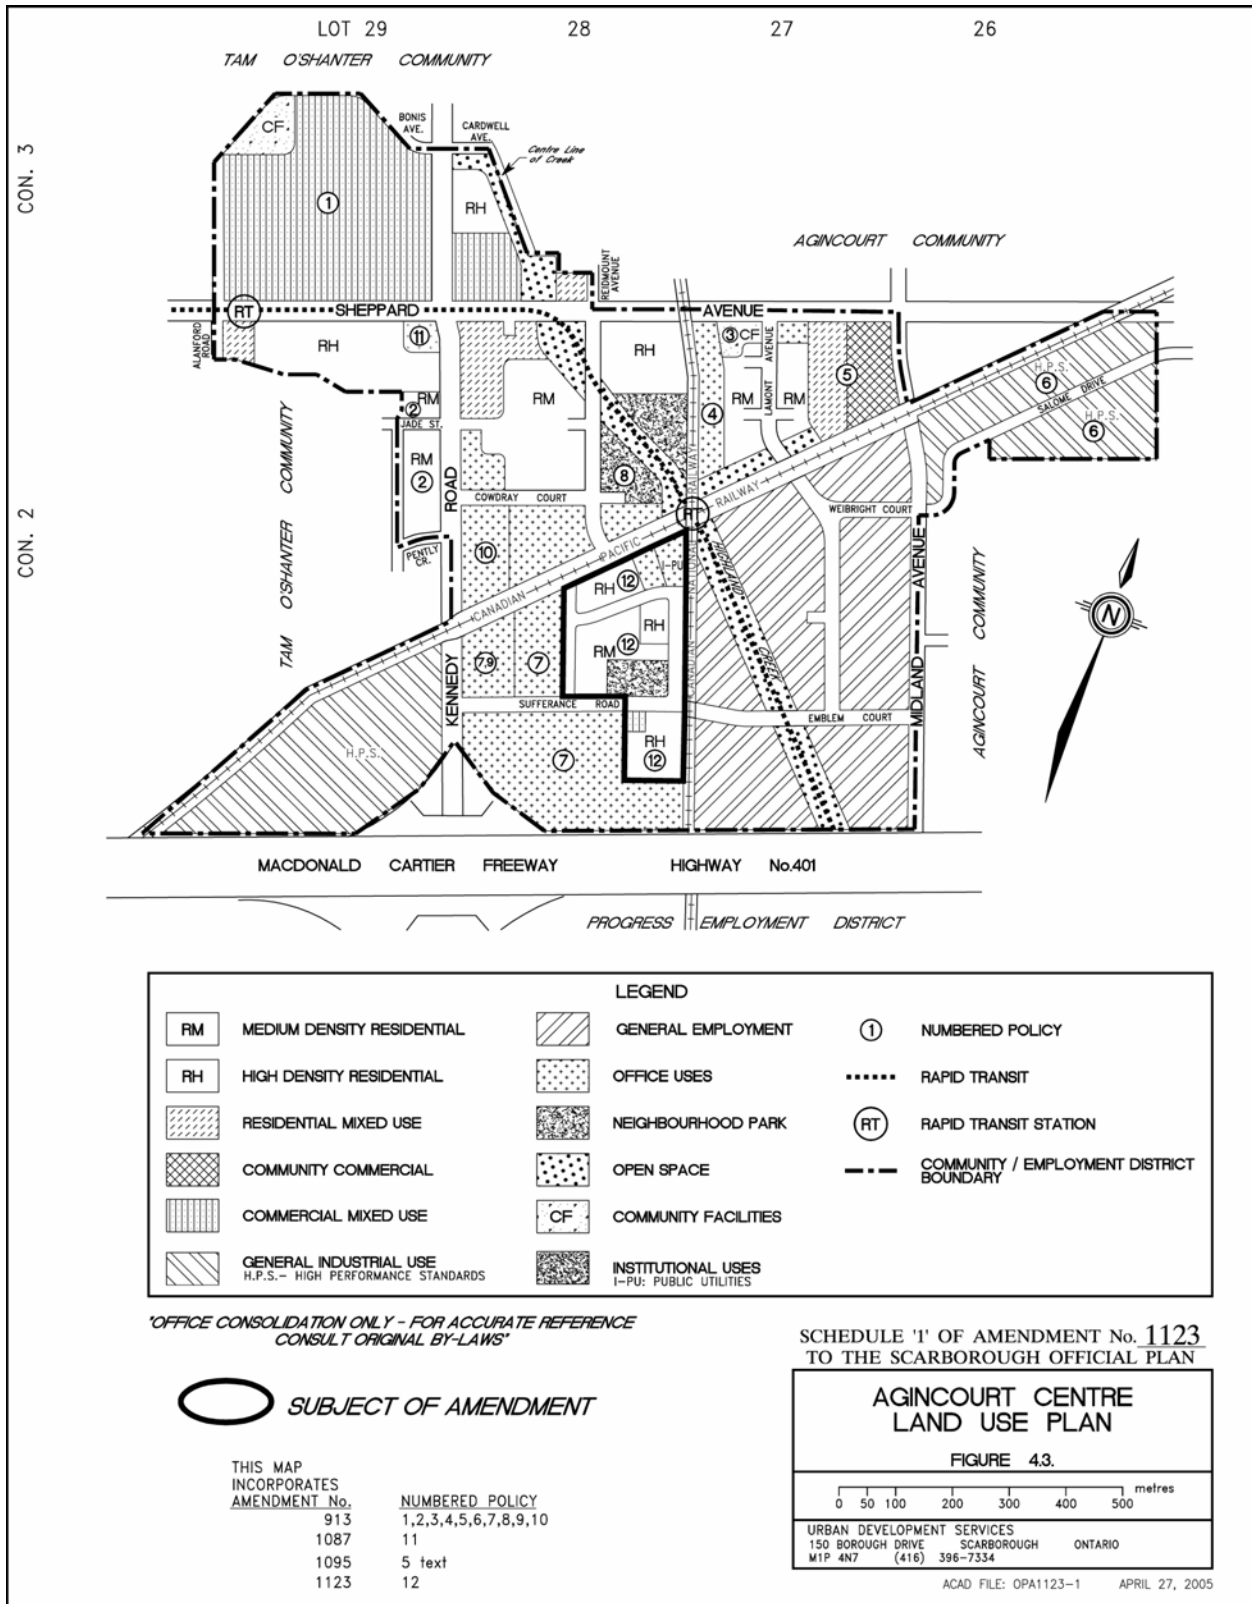 LOT 29 28 27 26
TAM O'SHANTER COMMUNITY
CON. 3
BONIS
AVE.
CARDWELL
AVE.
Centre Line
of Creek
CF
1
RH
AGINCOURT COMMUNITY
REIDMOUNT
AVENUE
RT
SHEPPARD AVENUE
ALANFORD
ROAD
RH
11
RH
3 CF
LAMONT AVENUE
5
H.P.S.
6
SALOME DRIVE
H.P.S.
6
2
RM
JADE ST.
RM
4
RM
RM
RM
2
TAM O'SHANTER COMMUNITY
CON. 2
KENNEDY ROAD
8
COWDRAY COURT
RT
CANADIAN PACIFIC RAILWAY
CANADIAN NATIONAL RAILWAY
WEIBRIGHT COURT
10
PENTLY
CR.
HIGHLAND CREEK
MIDLAND AVENUE
AGINCOURT COMMUNITY
N
RH 12
I-PU
RH
12
RM
7,9
7
SUFFERANCE ROAD
EMBLEM COURT
H.P.S.
7
RH
12
MACDONALD CARTIER FREEWAY HIGHWAY No.401
PROGRESS EMPLOYMENT DISTRICT
LEGEND
RM MEDIUM DENSITY RESIDENTIAL
RH HIGH DENSITY RESIDENTIAL
RESIDENTIAL MIXED USE
COMMUNITY COMMERCIAL
COMMERCIAL MIXED USE
GENERAL INDUSTRIAL USE
H.P.S.- HIGH PERFORMANCE STANDARDS
GENERAL EMPLOYMENT
OFFICE USES
NEIGHBOURHOOD PARK
OPEN SPACE
CF COMMUNITY FACILITIES
INSTITUTIONAL USES
I-PU: PUBLIC UTILITIES
1 NUMBERED POLICY
RAPID TRANSIT
RT RAPID TRANSIT STATION
COMMUNITY / EMPLOYMENT DISTRICT
BOUNDARY
"OFFICE CONSOLIDATION ONLY - FOR ACCURATE REFERENCE
CONSULT ORIGINAL BY-LAWS"
SUBJECT OF AMENDMENT
THIS MAP
INCORPORATES
AMENDMENT No. NUMBERED POLICY
913 1,2,3,4,5,6,7,8,9,10
1087 11
1095 5 text
1123 12
SCHEDULE '1' OF AMENDMENT No. 1123
TO THE SCARBOROUGH OFFICIAL PLAN
AGINCOURT CENTRE
LAND USE PLAN
FIGURE 4.3.
0 50 100 200 300 400 500 metres
URBAN DEVELOPMENT SERVICES
150 BOROUGH DRIVE SCARBOROUGH ONTARIO
M1P 4N7 (416) 396-7334
ACAD FILE: OPA1123-1 APRIL 27, 2005